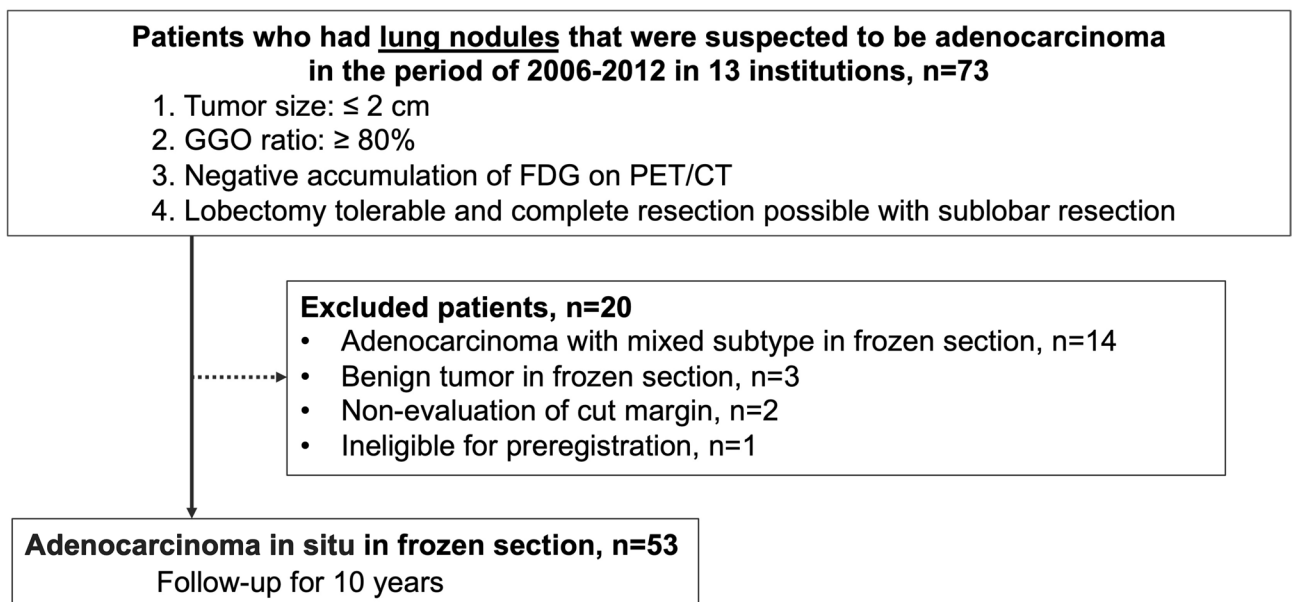 Patients who had lung nodules that were suspected to be adenocarcinoma
in the period of 2006-2012 in 13 institutions, n=73
1. Tumor size: ≤ 2 cm
2. GGO ratio: ≥ 80%
3. Negative accumulation of FDG on PET/CT
4. Lobectomy tolerable and complete resection possible with sublobar resection
Excluded patients, n=20
• Adenocarcinoma with mixed subtype in frozen section, n=14
• Benign tumor in frozen section, n=3
• Non-evaluation of cut margin, n=2
• Ineligible for preregistration, n=1
Adenocarcinoma in situ in frozen section, n=53
Follow-up for 10 years